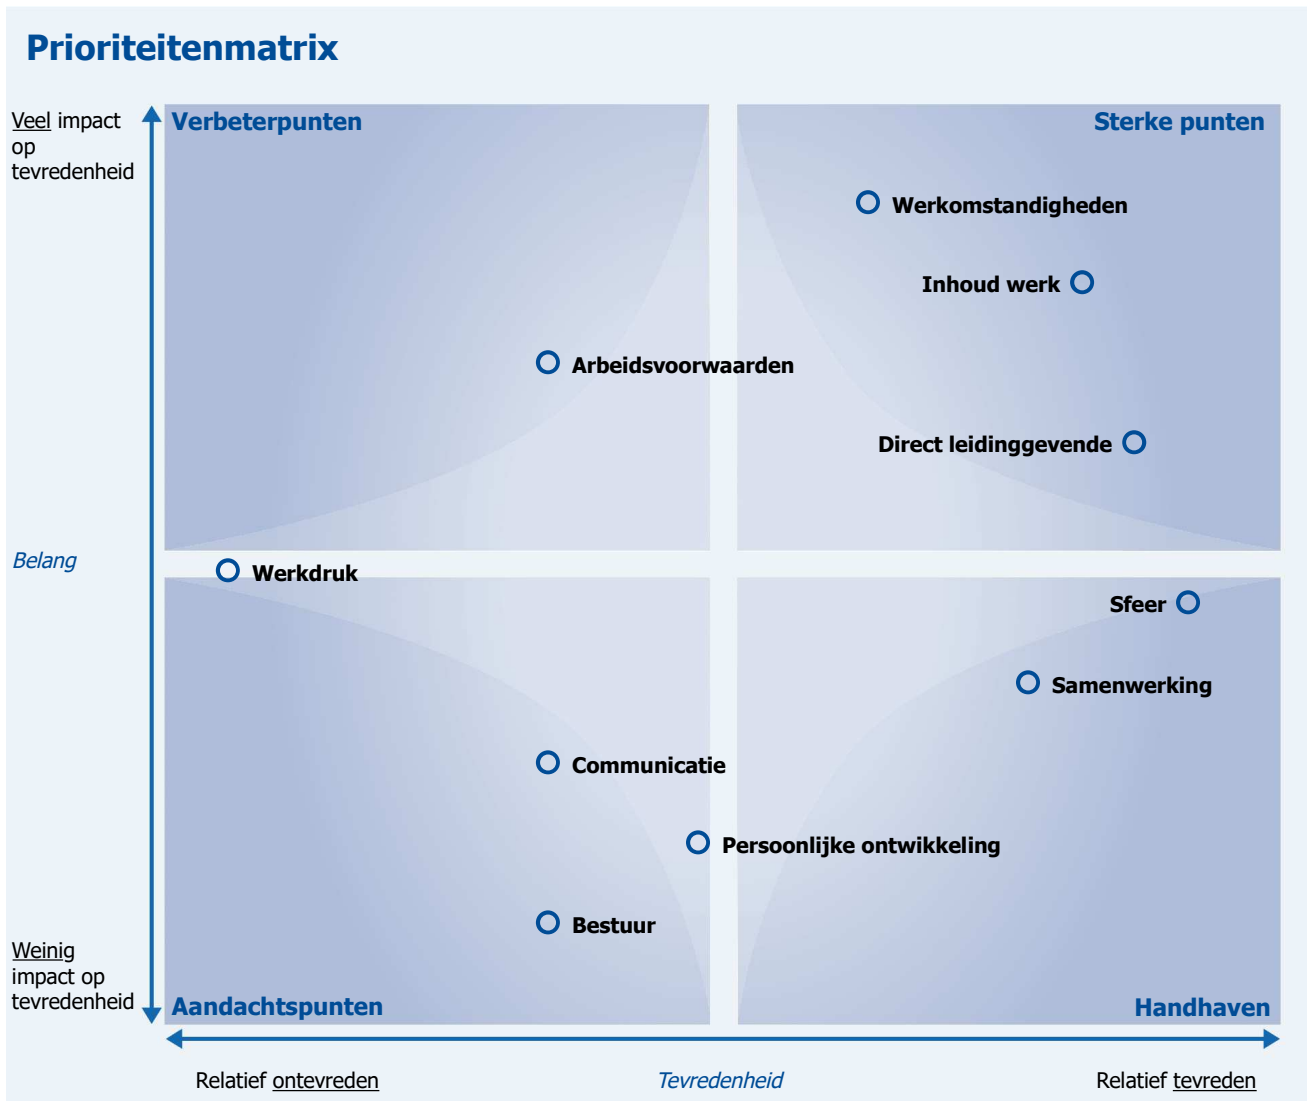 Prioriteitenmatrix
Veel impact
op
tevredenheid
Verbeterpunten
Sterke punten
Werkomstandigheden
Inhoud werk
Arbeidsvoorwaarden
Direct leidinggevende
Belang
Werkdruk
Sfeer
Samenwerking
Communicatie
Persoonlijke ontwikkeling
Bestuur
Weinig
impact op
tevredenheid
Aandachtspunten
Handhaven
Relatief ontevreden
Tevredenheid
Relatief tevreden